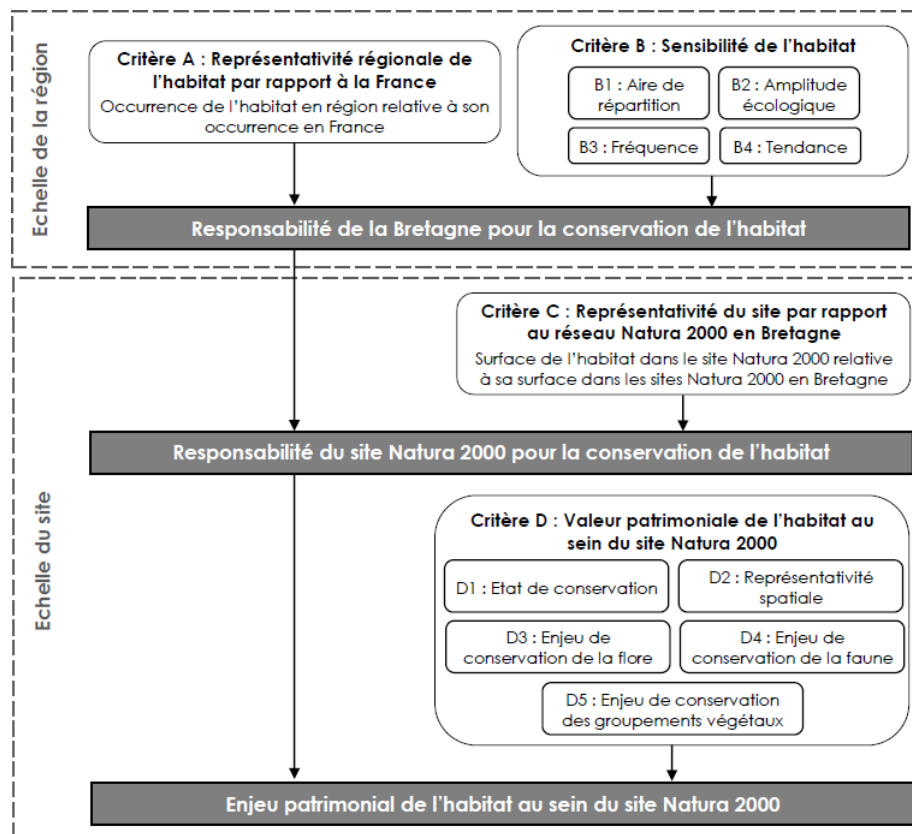 Echelle de la région
Critère A : Représentativité régionale de
l'habitat par rapport à la France
Occurrence de l'habitat en région relative à son
occurrence en France
Critère B : Sensibilité de l'habitat
B1 : Aire de
répartition
B2 : Amplitude
écologique
B3 : Fréquence
B4 : Tendance
Responsabilité de la Bretagne pour la conservation de l'habitat
Echelle du site
Critère C : Représentativité du site par rapport
au réseau Natura 2000 en Bretagne
Surface de l'habitat dans le site Natura 2000 relative
à sa surface dans les sites Natura 2000 en Bretagne
Responsabilité du site Natura 2000 pour la conservation de l'habitat
Critère D : Valeur patrimoniale de l'habitat au
sein du site Natura 2000
D1 : Etat de conservation
D2 : Représentativité
spatiale
D3 : Enjeu de
conservation de la flore
D4 : Enjeu de
conservation de la faune
D5 : Enjeu de conservation
des groupements végétaux
Enjeu patrimonial de l'habitat au sein du site Natura 2000